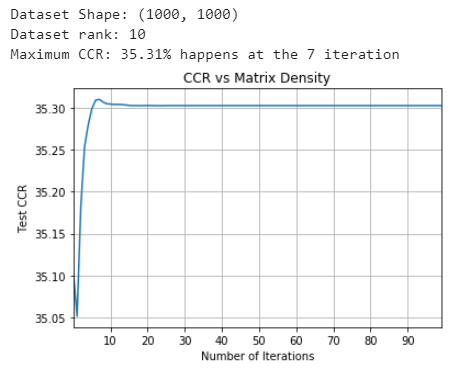 Dataset Shape: (1000, 1000)
Dataset rank: 10
Maximum CCR: 35.31% happens at the 7 iteration
CCR vs Matrix Density
35.30
35.25
35.20
35.15
35.10
35.05
Test CCR
10 20 30 40 50 60 70 80 90
Number of Iterations